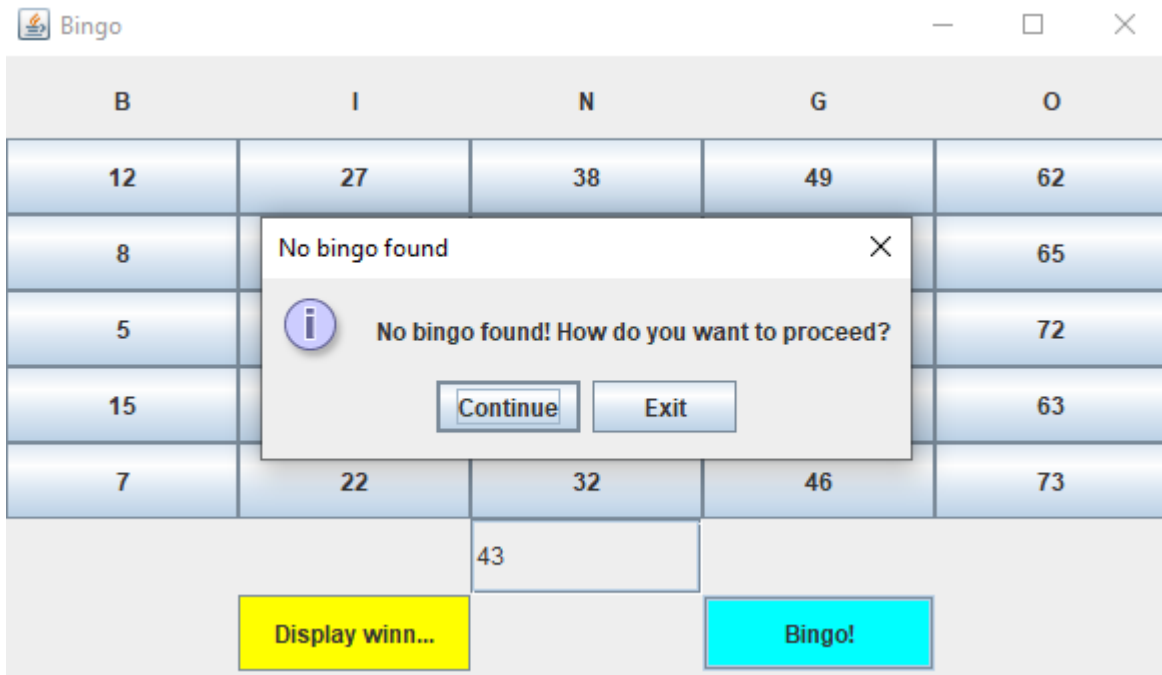 Bingo
B I N G O
12 27 38 49 62
8 65
No bingo found
5 72
No bingo found! How do you want to proceed?
15 63
Continue Exit
7 22 32 46 73
43
Display winn...
Bingo!